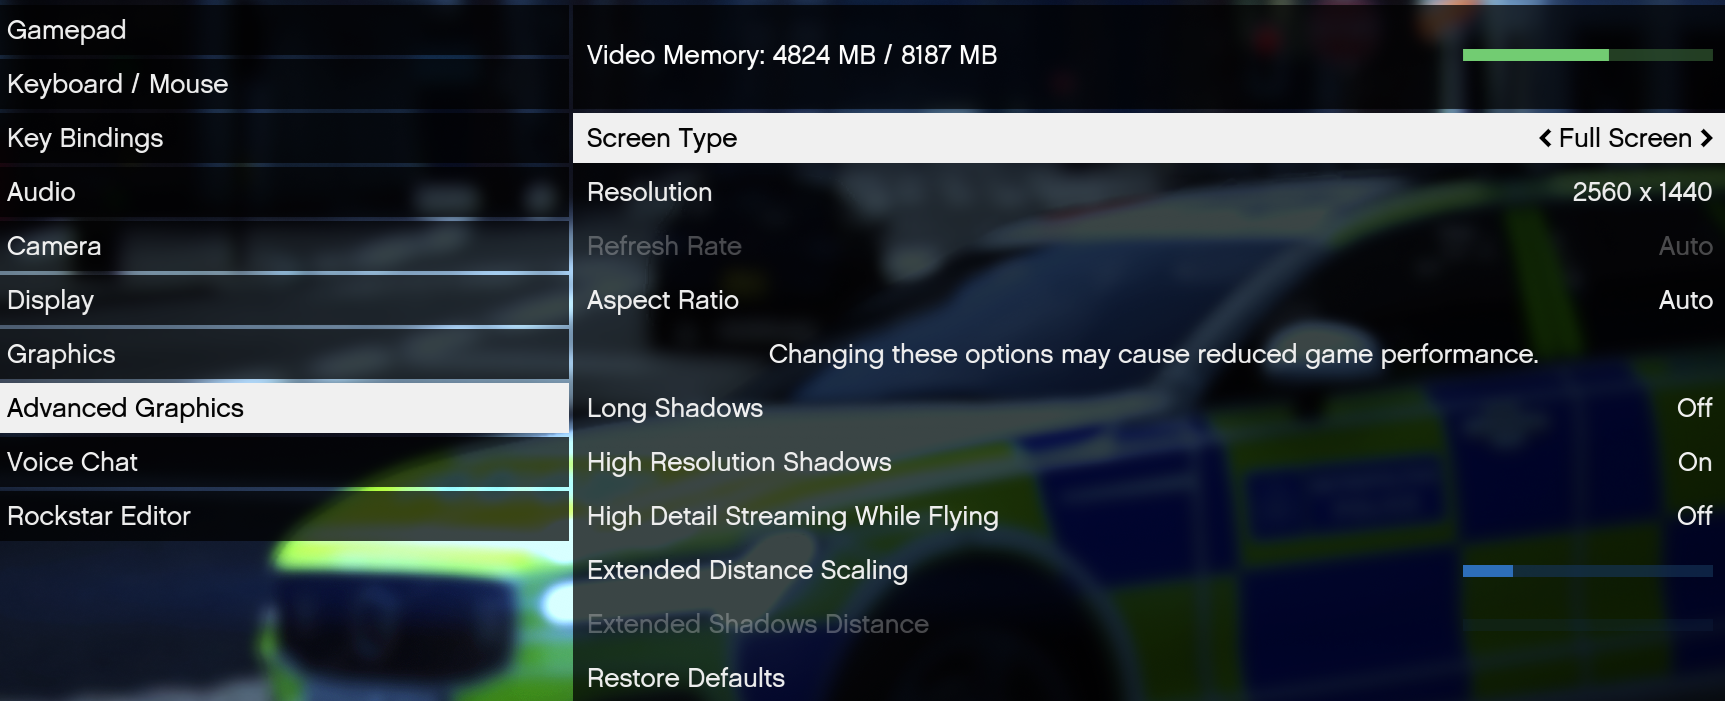 Gamepad
Keyboard / Mouse
Key Bindings
Audio
Camera
Display
Graphics
Advanced Graphics
Voice Chat
Rockstar Editor
Video Memory: 4824 MB / 8187 MB
Screen Type < Full Screen >
Resolution 2560 x 1440
Refresh Rate Auto
Aspect Ratio Auto
Changing these options may cause reduced game performance.
Long Shadows Off
High Resolution Shadows On
High Detail Streaming While Flying Off
Extended Distance Scaling
Extended Shadows Distance
Restore Defaults